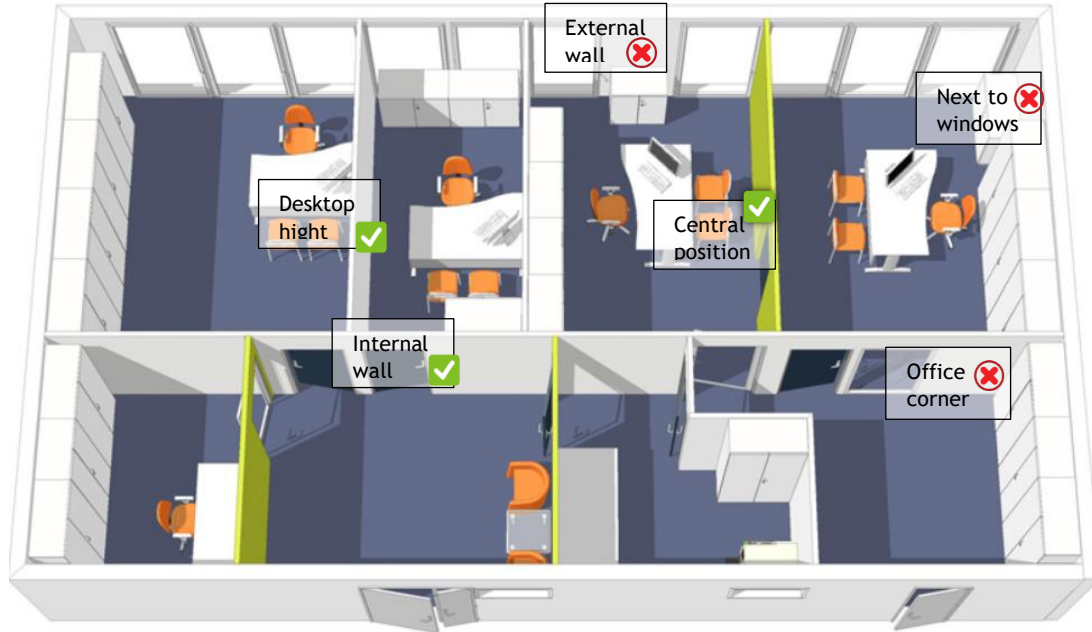 External
wall
Next to
windows
Desktop
hight
Central
position
Internal
wall
Office
corner